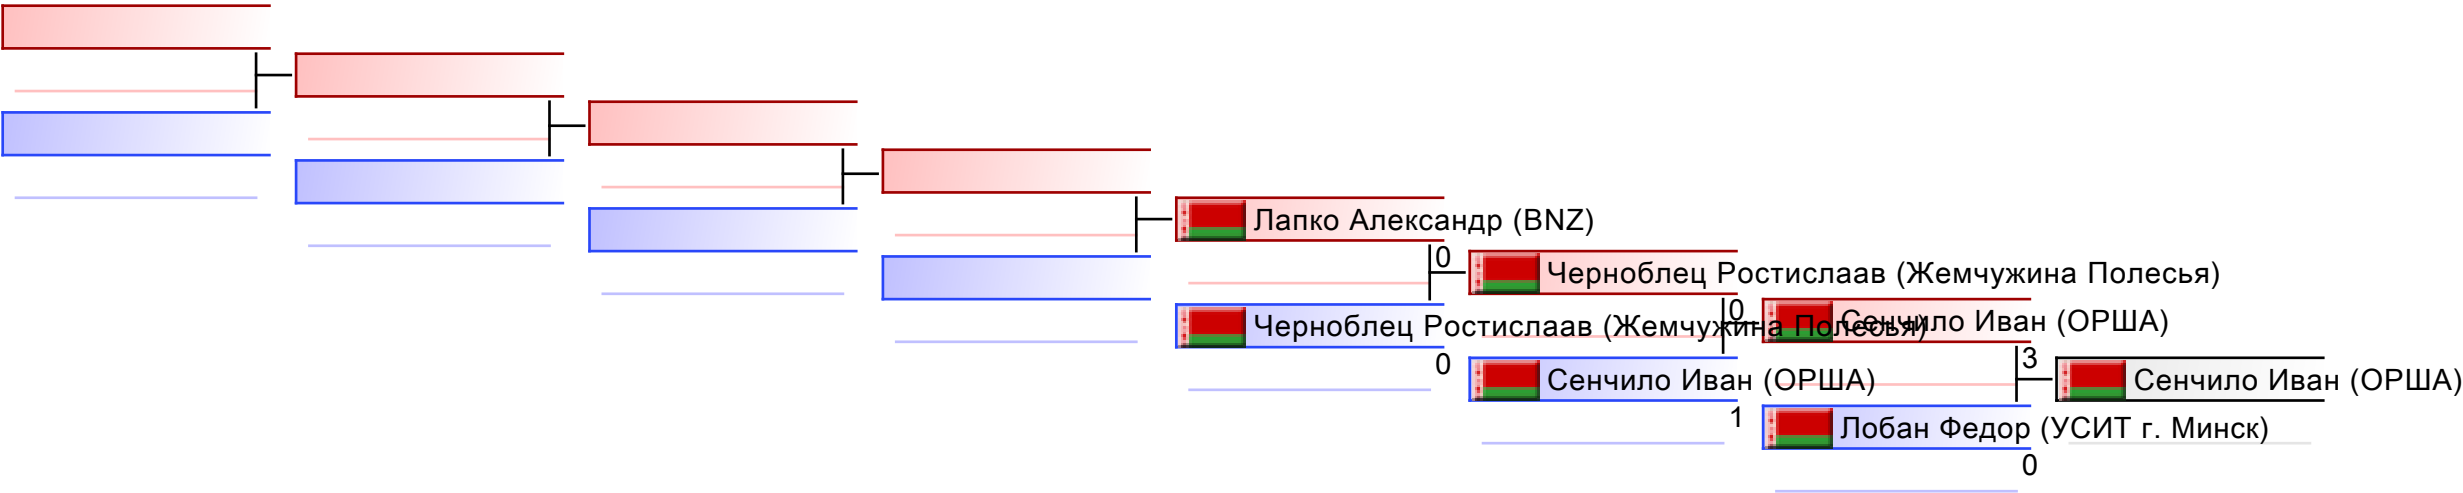 Лапко Александр (BNZ)
0
Черноблец Ростислаав (Жемчужина Полесья)
0
Черноблец Ростислаав (Жемчужина Полесья)
0
Сенчило Иван (ОРША)
1
Сенчило Иван (ОРША)
3
Лобан Федор (УСИТ г. Минск)
0
Сенчило Иван (ОРША)